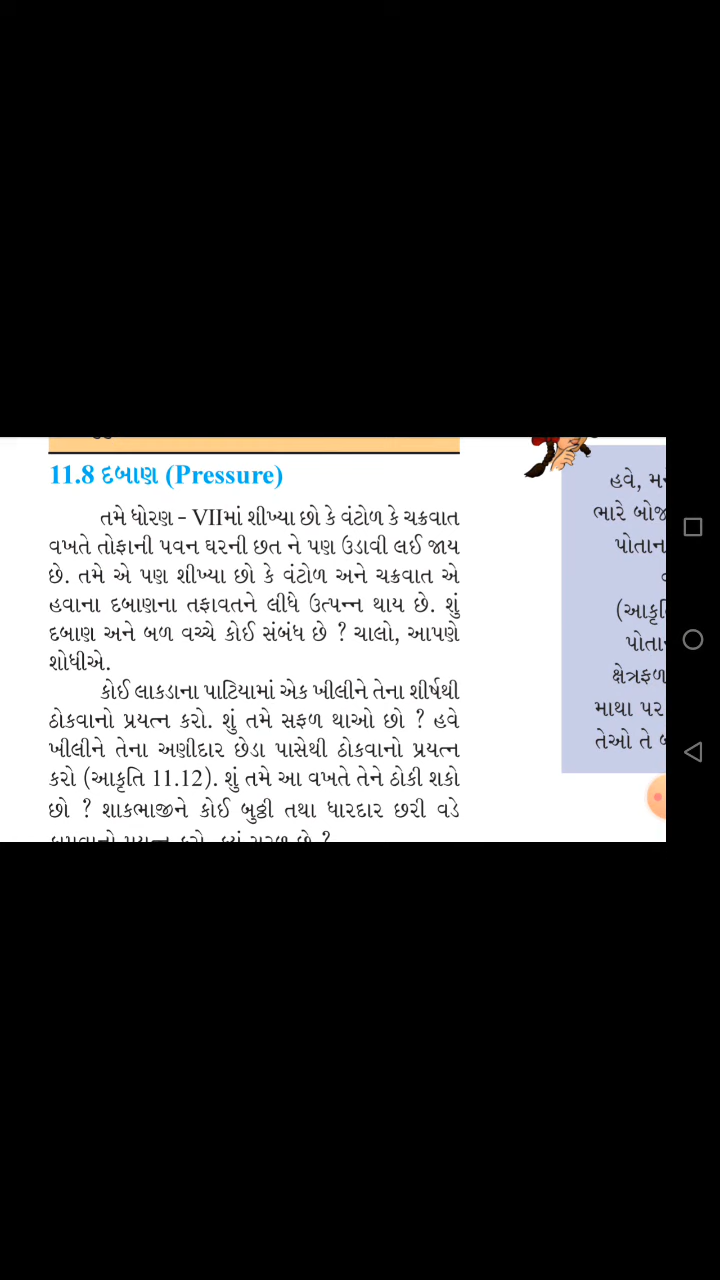 11.8 દબાણ (Pressure)
તમે ધોરણ - VIIમાં શીખ્યા છો કે વંટોળ કે ચક્રવાત
વખતે તોફાની પવન ઘરની છત ને પણ ઉડાવી લઈ જાય
છે. તમે એ પણ શીખ્યા છો કે વંટોળ અને ચક્રવાત એ
હવાના દબાણના તફાવતને લીધે ઉત્પન્ન થાય છે. શું
દબાણ અને બળ વચ્ચે કોઈ સંબંધ છે ? ચાલો, આપણે
શોધીએ.
કોઈ લાકડાના પાટિયામાં એક ખીલીને તેના શીર્ષથી
ઠોકવાનો પ્રયત્ન કરો. શું તમે સફળ થાઓ છો ? હવે
ખીલીને તેના અણીદાર છેડા પાસેથી ઠોકવાનો પ્રયત્ન
કરો (આકૃતિ 11.12). શું તમે આ વખતે તેને ઠોકી શકો
છો ? શાકભાજીને કોઈ બુઠ્ઠી તથા ધારદાર છરી વડે
હવે,
ભારે
માથા પર
તેઓ તે